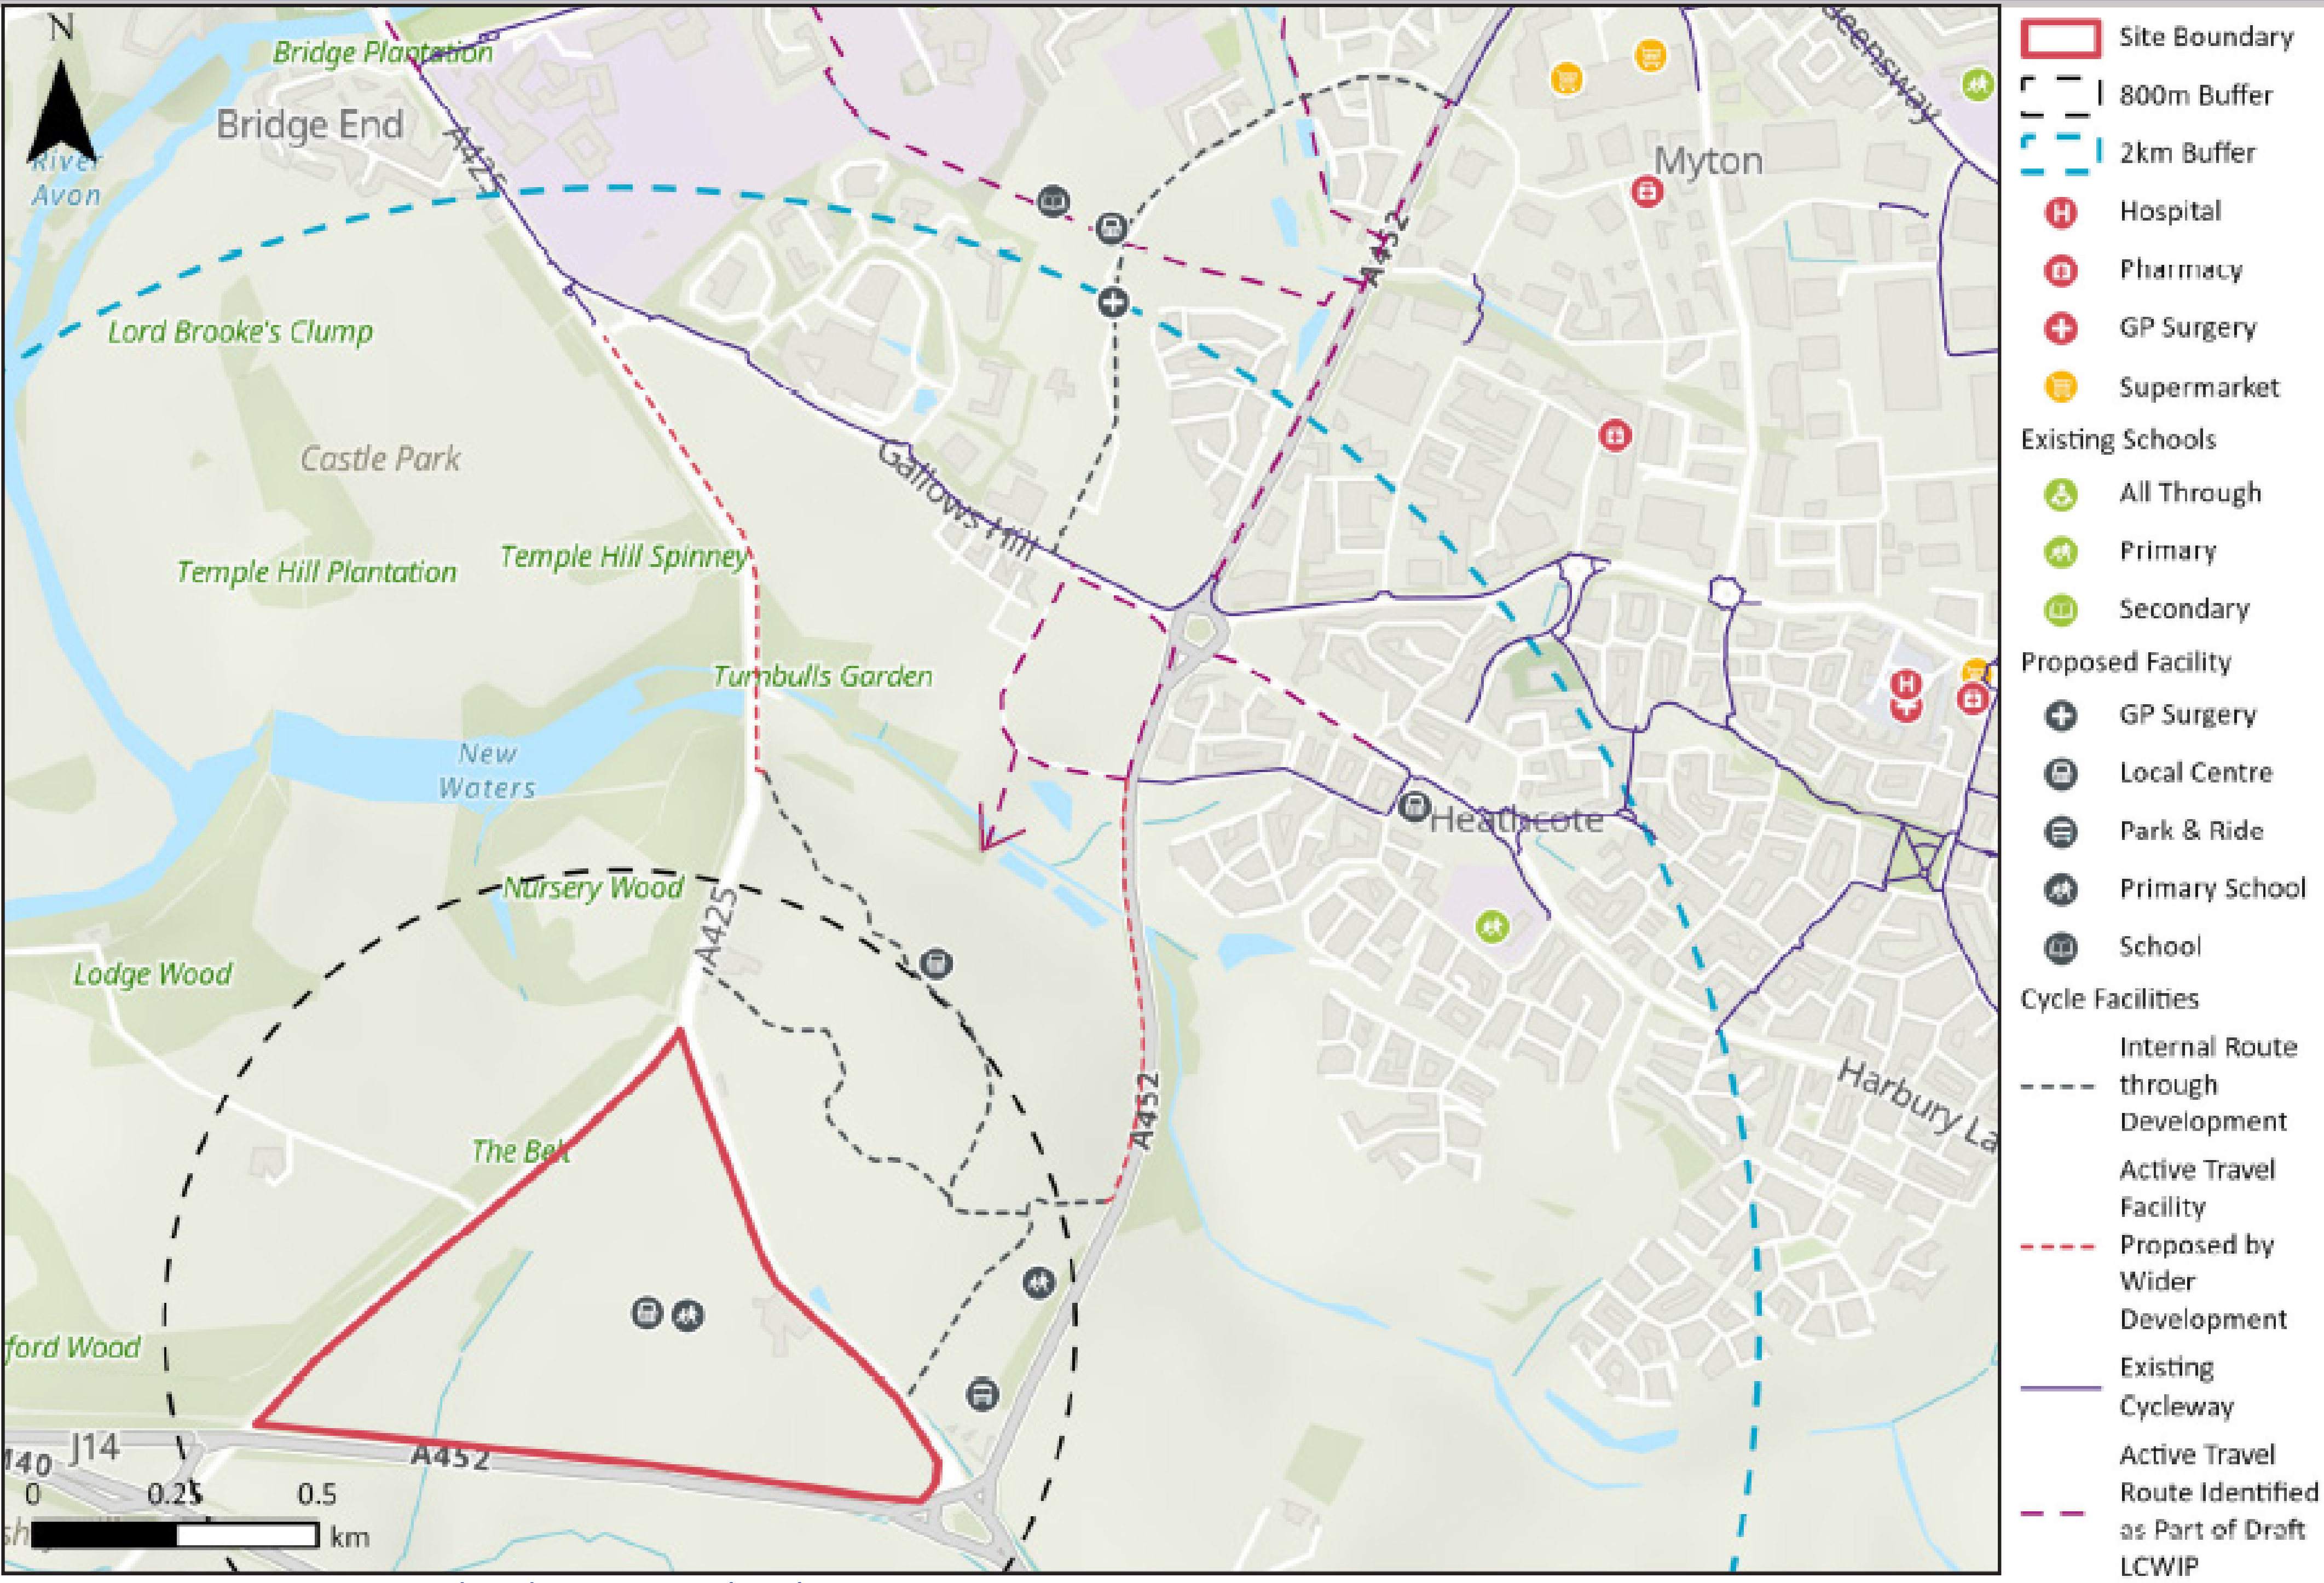 N
Bridge Plantation
Bridge End
A425
River
Avon
Lord Brooke's Clump
Castle Park
Temple Hill Plantation
Temple Hill Spinney
Turnbulls Garden
New
Waters
Nursery Wood
A425
Lodge Wood
The Belt
ford Wood
J14
M40
A452
0 0.25 0.5
km
sh
Gallows Hill
A452
Myton
eensway
Heathcote
A452
Harbury La
Site Boundary
800m Buffer
2km Buffer
Hospital
Pharmacy
GP Surgery
Supermarket
Existing Schools
All Through
Primary
Secondary
Proposed Facility
GP Surgery
Local Centre
Park & Ride
Primary School
School
Cycle Facilities
Internal Route
through
Development
Active Travel
Facility
Proposed by
Wider
Development
Existing
Cycleway
Active Travel
Route Identified
as Part of Draft
LCWIP